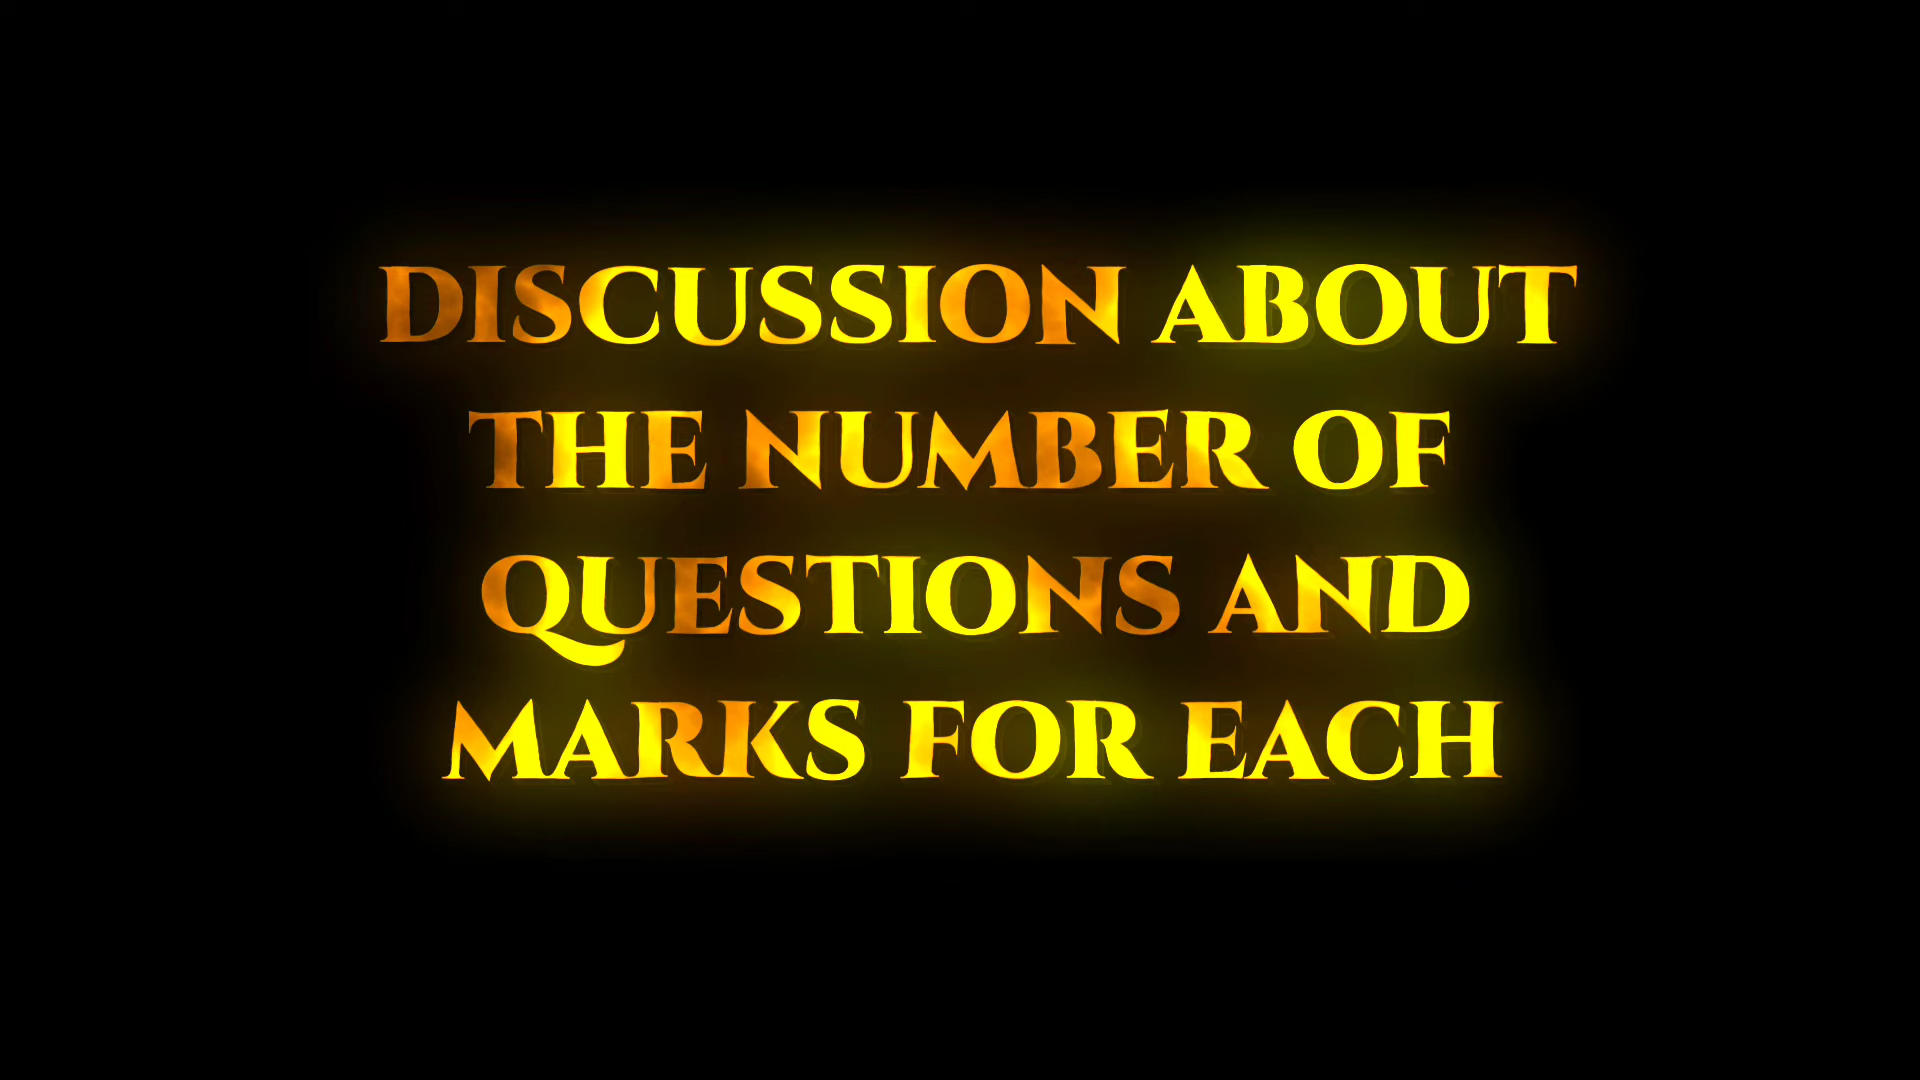 DISCUSSION ABOUT
THE NUMBER OF
QUESTIONS AND
MARKS FOR EACH